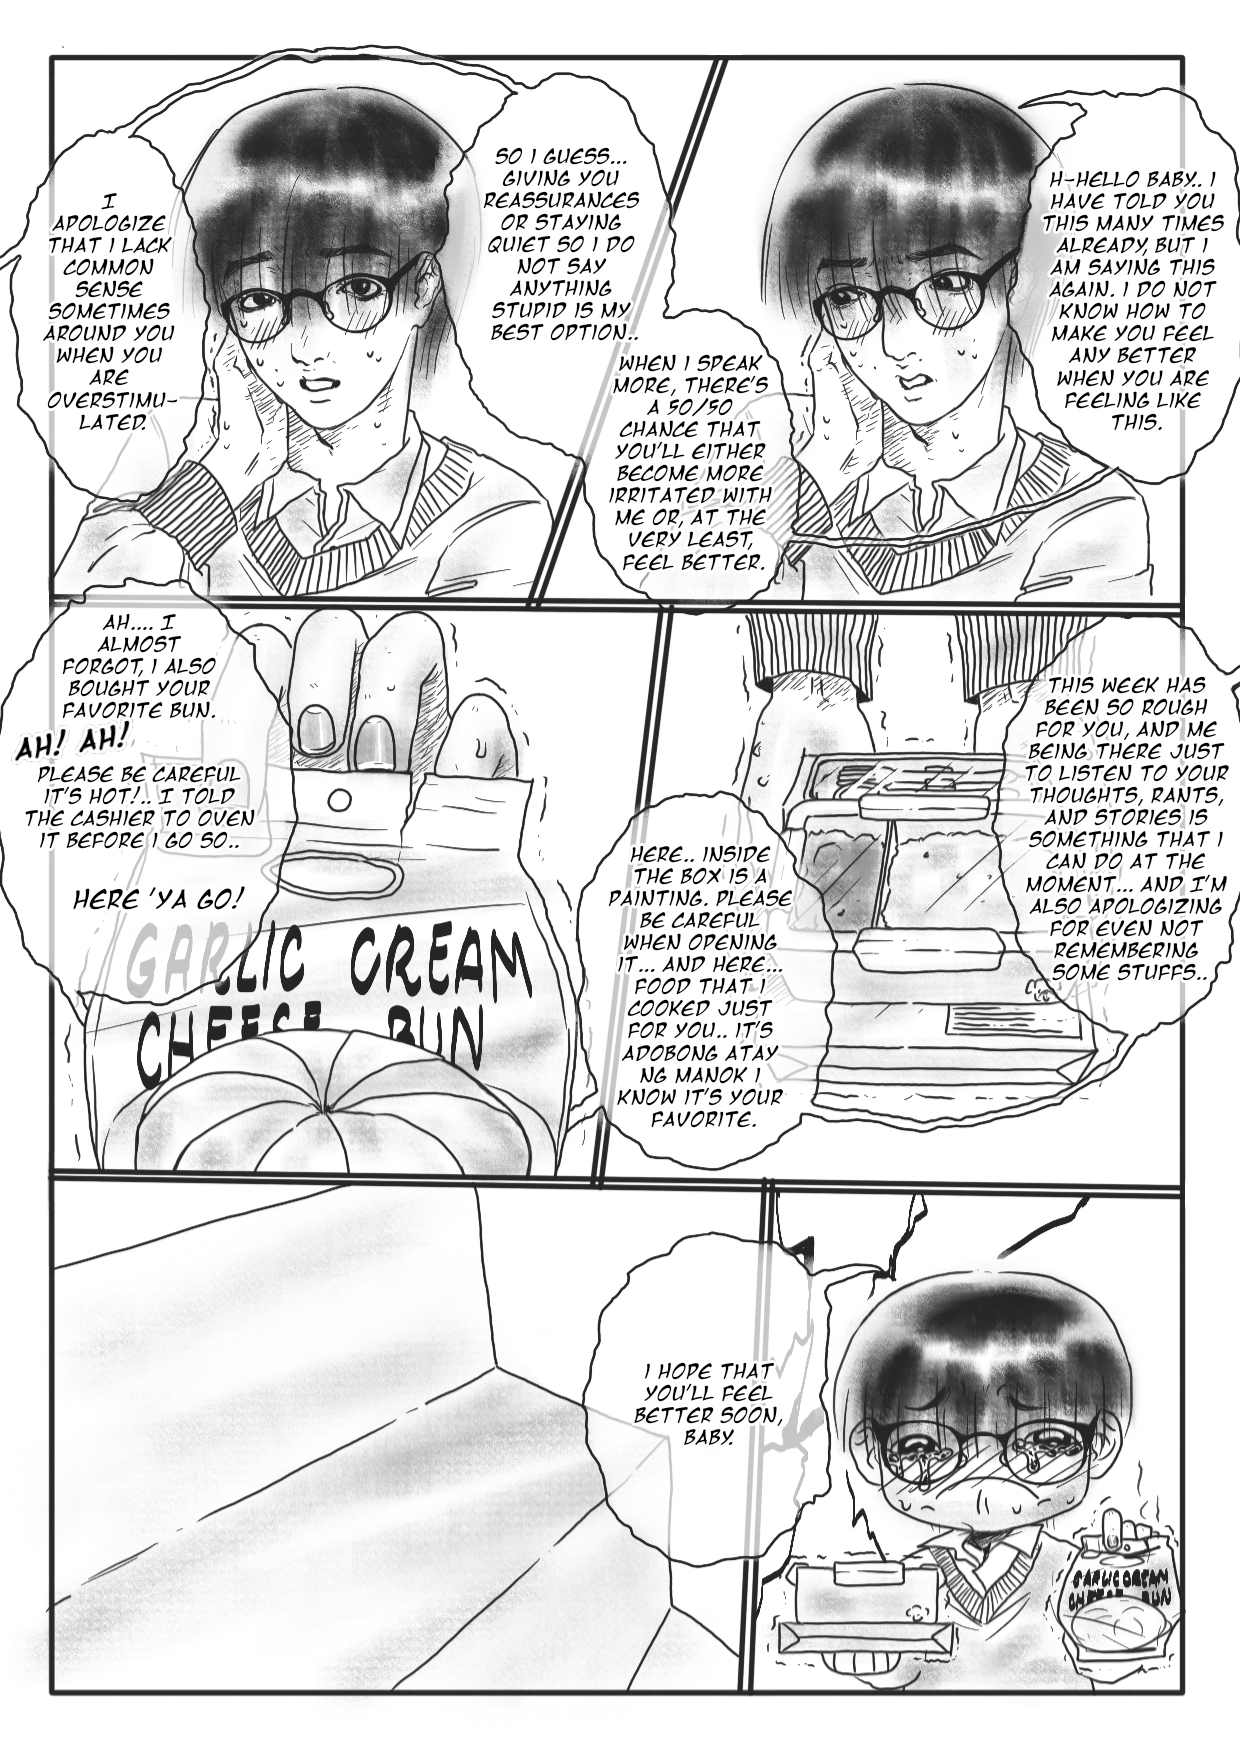 H-HELLO BABY.. I
HAVE TOLD YOU
THIS MANY TIMES
ALREADY, BUT I
AM SAYING THIS
AGAIN. I DO NOT
KNOW HOW TO
MAKE YOU FEEL
ANY BETTER
WHEN YOU ARE
FEELING LIKE
THIS.
WHEN I SPEAK
MORE, THERE'S
A 50/50
CHANCE THAT
YOU'LL EITHER
BECOME MORE
IRRITATED WITH
ME OR, AT THE
VERY LEAST,
FEEL BETTER.
SO I GUESS...
GIVING YOU
REASSURANCES
OR STAYING
QUIET SO I DO
NOT SAY
ANYTHING
STUPID IS MY
BEST OPTION..
I
APOLOGIZE
THAT I LACK
COMMON
SENSE
SOMETIMES
AROUND YOU
WHEN YOU
ARE
OVERSTIMU-
LATED.
THIS WEEK HAS
BEEN SO ROUGH
FOR YOU, AND ME
BEING THERE JUST
TO LISTEN TO YOUR
THOUGHTS, RANTS,
AND STORIES IS
SOMETHING THAT I
CAN DO AT THE
MOMENT... AND I'M
ALSO APOLOGIZING
FOR EVEN NOT
REMEMBERING
SOME STUFFS..
HERE.. INSIDE
THE BOX IS A
PAINTING. PLEASE
BE CAREFUL
WHEN OPENING
IT... AND HERE...
FOOD THAT I
COOKED JUST
FOR YOU.. IT'S
ADOBONG ATAY
NG MANOK I
KNOW IT'S YOUR
FAVORITE.
AH.... I
ALMOST
FORGOT, I ALSO
BOUGHT YOUR
FAVORITE BUN.
AH! AH!
PLEASE BE CAREFUL
IT'S HOT!.. I TOLD
THE CASHIER TO OVEN
IT BEFORE I GO SO..
HERE 'YA GO!
GARLIC CREAM
CHEESE BUN
I HOPE THAT
YOU'LL FEEL
BETTER SOON,
BABY.
GARLIC CREAM
CHEESE BUN